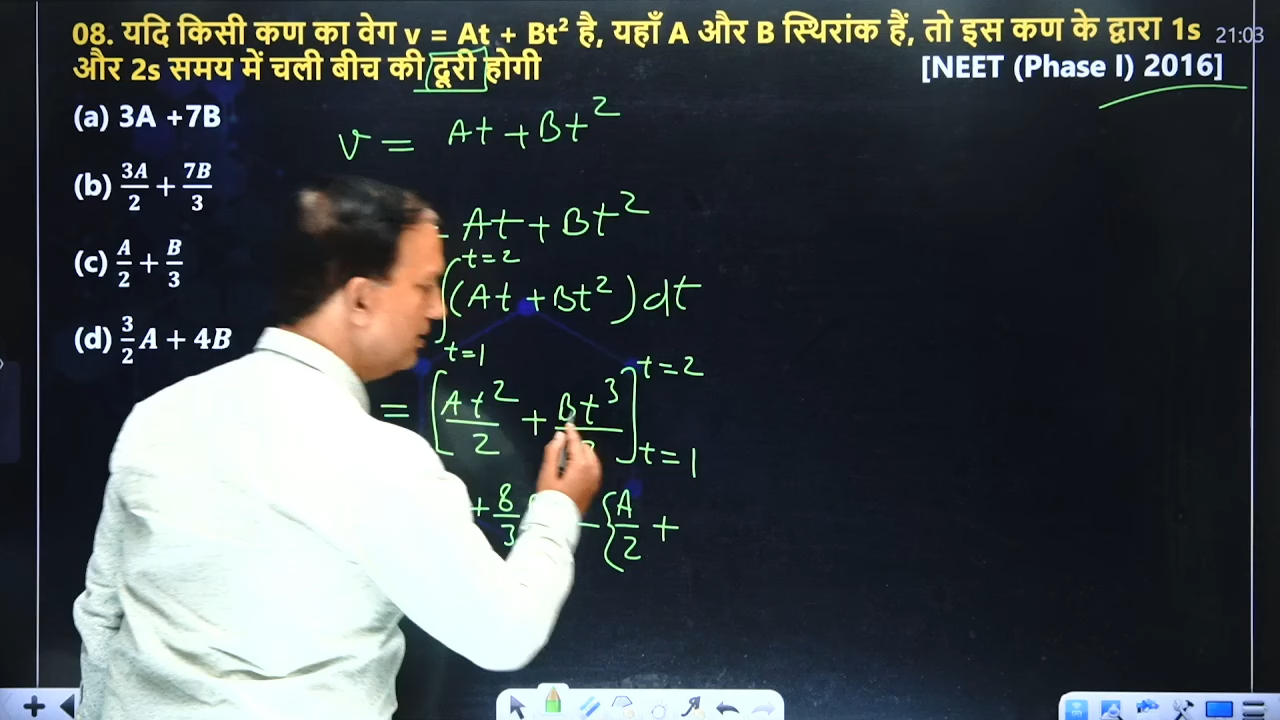 08. यदि किसी कण का वेग v = At + Bt² है, यहाँ A और B स्थिरांक हैं, तो इस कण के द्वारा 1s
21:03
और 2s समय में चली बीच की दूरी होगी
[NEET (Phase I) 2016]
(a) 3A +7B
(b) 3A/2 + 7B/3
(c) A/2 + B/3
(d) 3/2 A + 4B
v = At + Bt²
At + Bt²
t=2
∫(At + Bt²) dt
t=1
= [At²/2 + Bt³/
t=2
t=1
+ 8/3
- {A/2 +